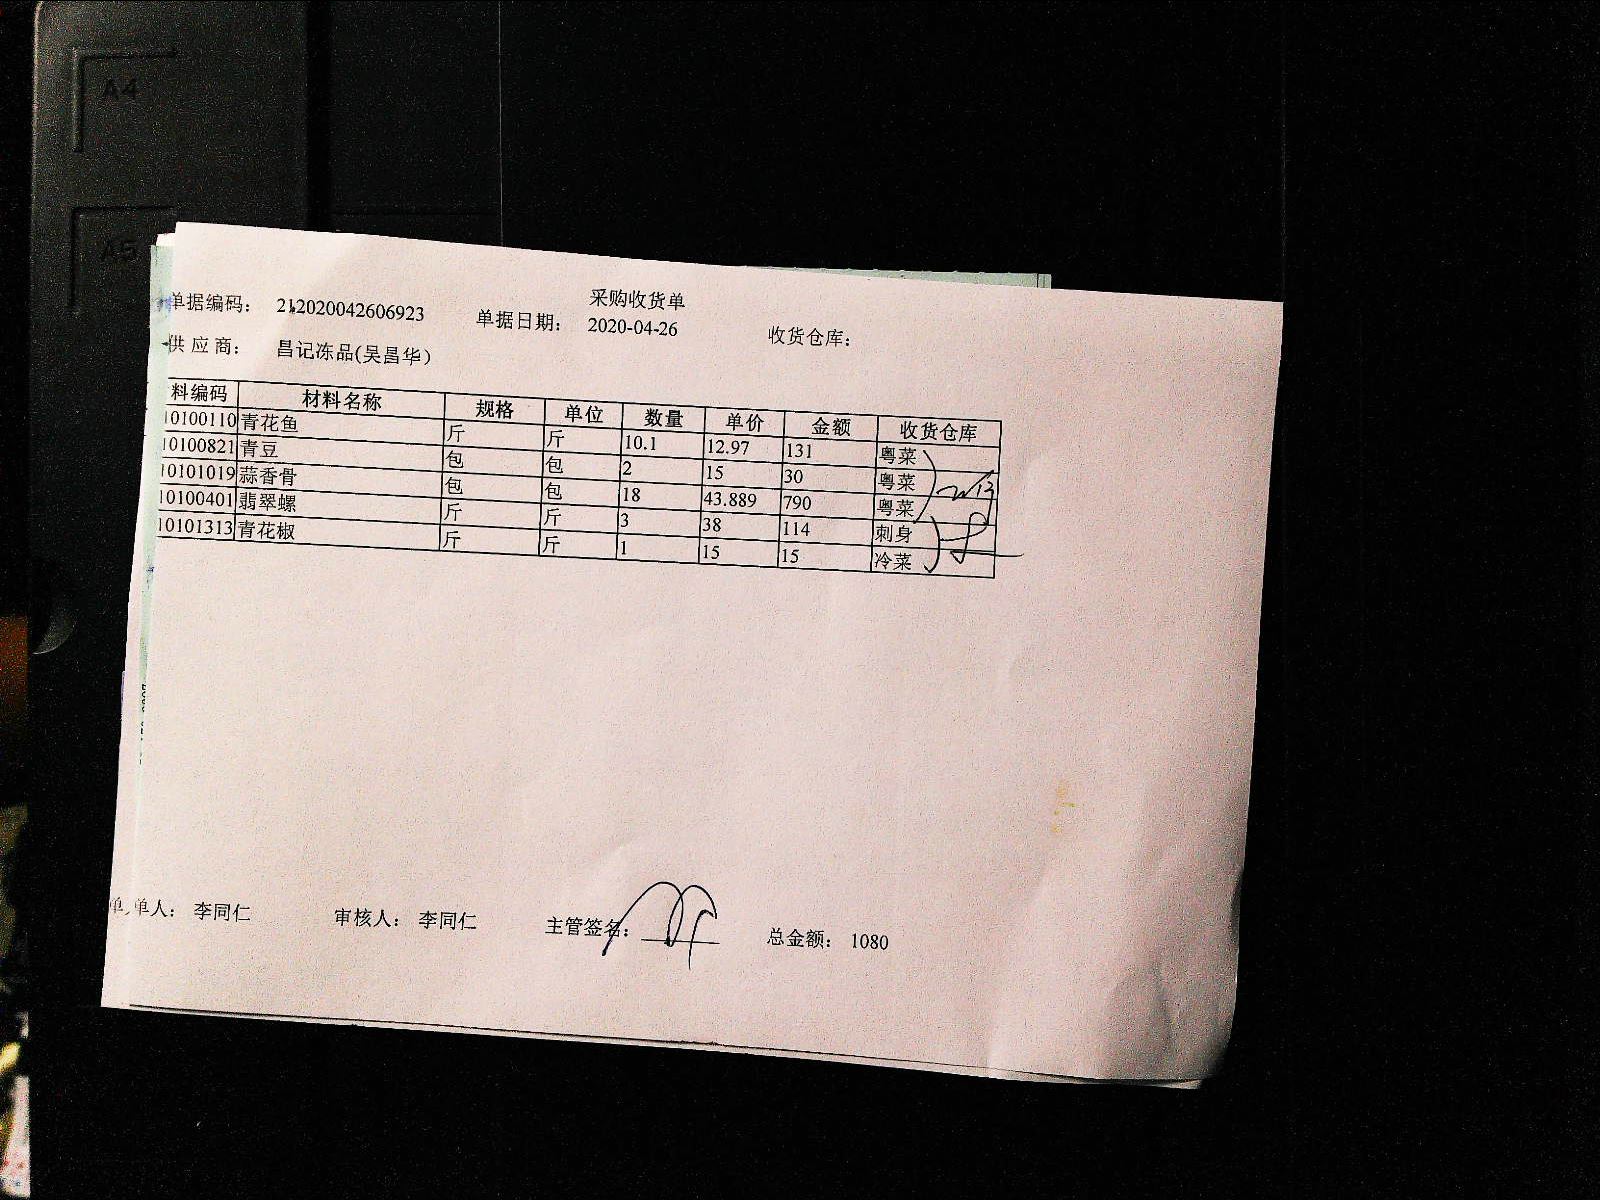 A4
A5
采购收货单
单据编码： 212020042606923 单据日期： 2020-04-26 收货仓库：
供 应 商： 昌记冻品(吴昌华）
料编码 材料名称 规格 单位 数量 单价 金额 收货仓库
10100110 青花鱼 斤 斤 10.1 12.97 131 粤菜
10100821 青豆 包 包 2 15 30 粤菜
10101019 蒜香骨 包 包 18 43.889 790 粤菜
10100401 翡翠螺 斤 斤 3 38 114 刺身
10101313 青花椒 斤 斤 1 15 15 冷菜
单人： 李同仁 审核人： 李同仁 主管签名： 总金额： 1080